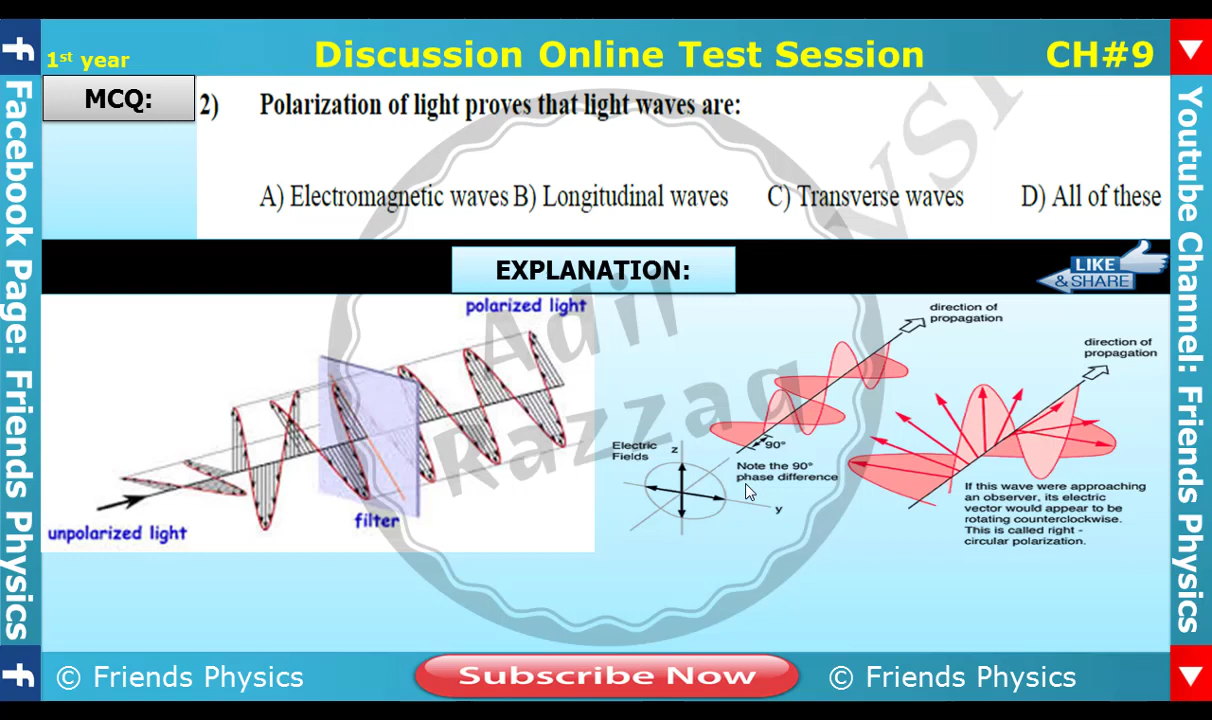 1st year
Discussion Online Test Session
CH#9
MCQ:
2) Polarization of light proves that light waves are:
A) Electromagnetic waves B) Longitudinal waves C) Transverse waves D) All of these
EXPLANATION:
LIKE
& SHARE
polarized light
unpolarized light
filter
direction of
propagation
90°
Note the 90°
phase difference
Electric
Fields
z
y
direction of
propagation
If this wave were approaching
an observer, its electric
vector would appear to be
rotating counterclockwise.
This is called right -
circular polarization.
Adil
Razzaq
f
Facebook Page: Friends Physics
f
Youtube Channel: Friends Physics
© Friends Physics
Subscribe Now
© Friends Physics